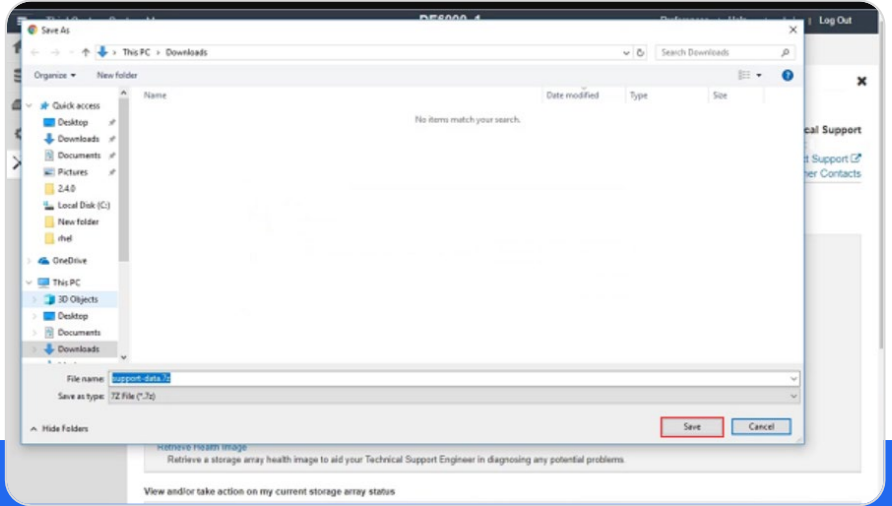 DE6000-1
Log Out
Save As
This PC > Downloads
Search Downloads
Organize
New folder
Name
Date modified
Type
Size
No items match your search.
Quick access
Desktop
Downloads
Documents
Pictures
2.4.0
Local Disk (C:)
New folder
rhel
OneDrive
This PC
3D Objects
Desktop
Documents
Downloads
cal Support
t Support
er Contacts
File name: support-data.7z
Save as type: 7Z File (*.7z)
Hide Folders
Save
Cancel
Retrieve Health Image
Retrieve a storage array health image to aid your Technical Support Engineer in diagnosing any potential problems.
View and/or take action on my current storage array status